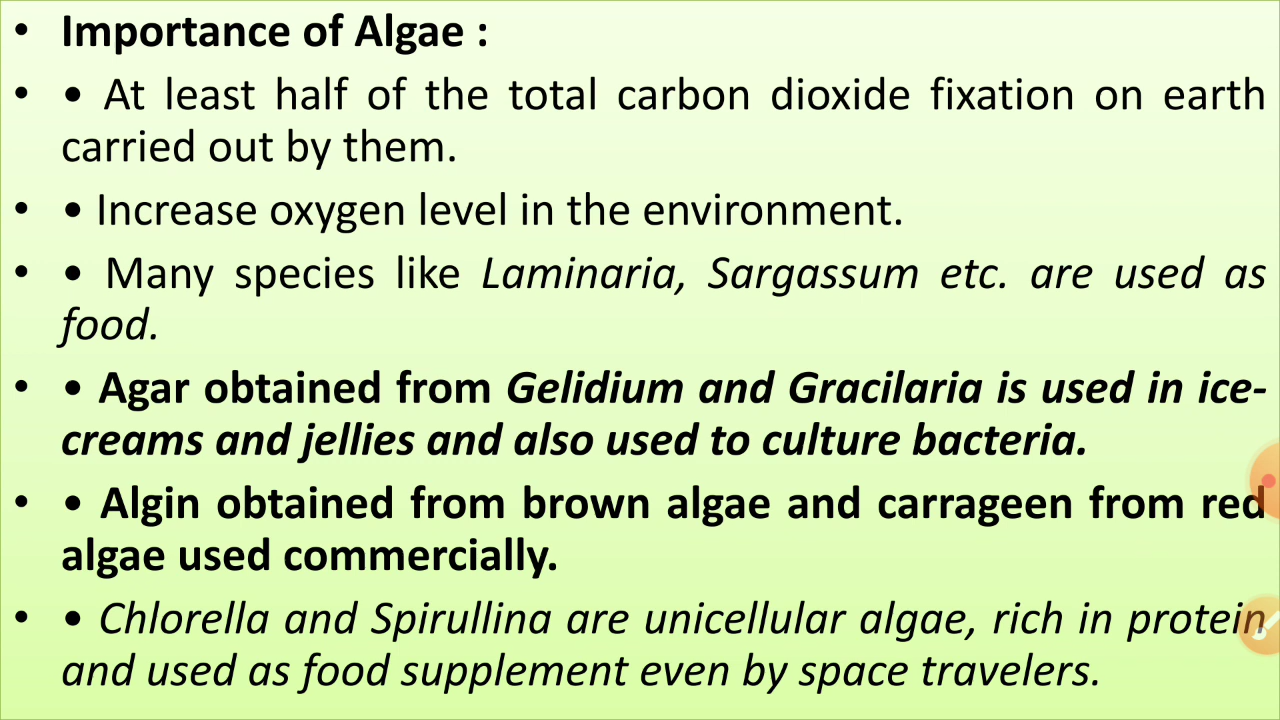 • Importance of Algae :
• • At least half of the total carbon dioxide fixation on earth
carried out by them.
• • Increase oxygen level in the environment.
• • Many species like Laminaria, Sargassum etc. are used as
food.
• • Agar obtained from Gelidium and Gracilaria is used in ice-
creams and jellies and also used to culture bacteria.
• • Algin obtained from brown algae and carrageen from red
algae used commercially.
• • Chlorella and Spirullina are unicellular algae, rich in protein
and used as food supplement even by space travelers.